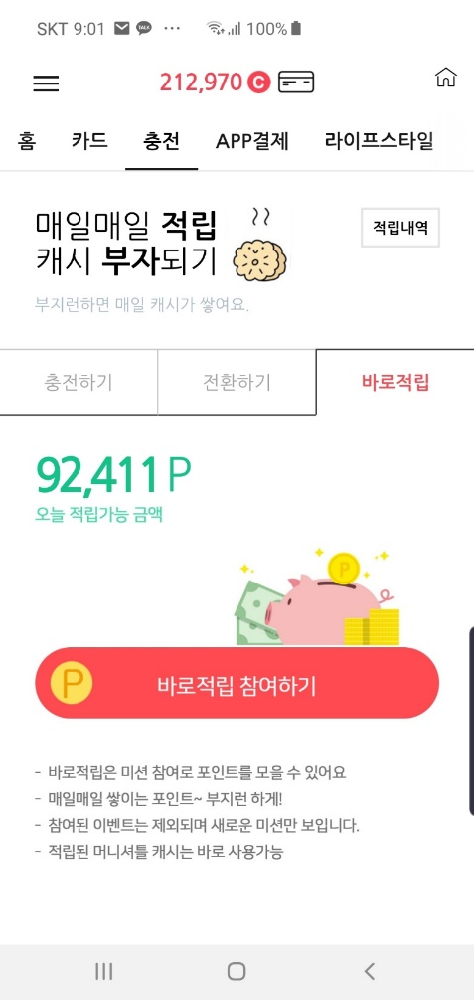 SKT 9:01 TALK ··· 100%
212,970 C
홈 카드 충전 APP결제 라이프스타일
매일매일 적립
캐시 부자되기
적립내역
부지런하면 매일 캐시가 쌓여요.
충전하기 전환하기 바로적립
92,411 P
오늘 적립가능 금액
P
P 바로적립 참여하기
- 바로적립은 미션 참여로 포인트를 모을 수 있어요
- 매일매일 쌓이는 포인트~ 부지런 하게!
- 참여된 이벤트는 제외되며 새로운 미션만 보입니다.
- 적립된 머니셔틀 캐시는 바로 사용가능